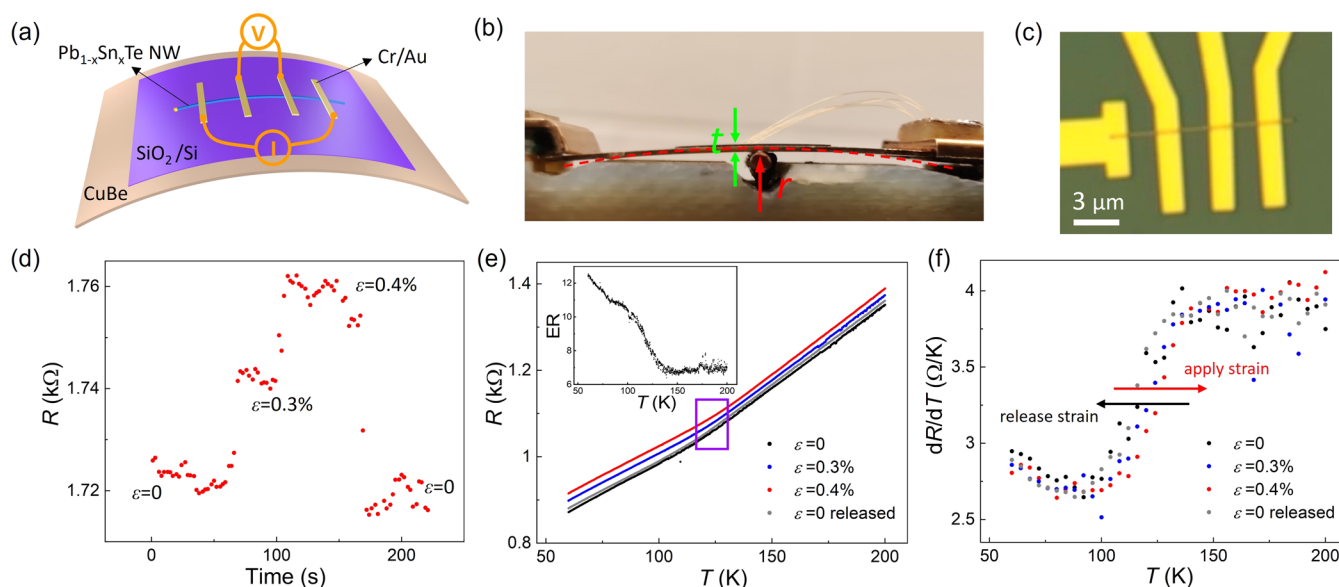 (a)
V
Pb1-xSnxTe NW
Cr/Au
SiO2/Si
I
CuBe
(b)
t
r
(c)
3 μm
(d)
R (kΩ)
1.76
1.74
1.72
ε=0.4%
ε=0.3%
ε=0
ε=0
0
100
200
Time (s)
(e)
R (kΩ)
1.4
1.2
1
0.8
ER
12
10
8
6
50
100
150
200
T (K)
ε=0
ε=0.3%
ε=0.4%
ε=0 released
50
100
150
200
T (K)
(f)
dR/dT (Ω/K)
4
3.5
3
2.5
apply strain
release strain
ε=0
ε=0.3%
ε=0.4%
ε=0 released
50
100
150
200
T (K)